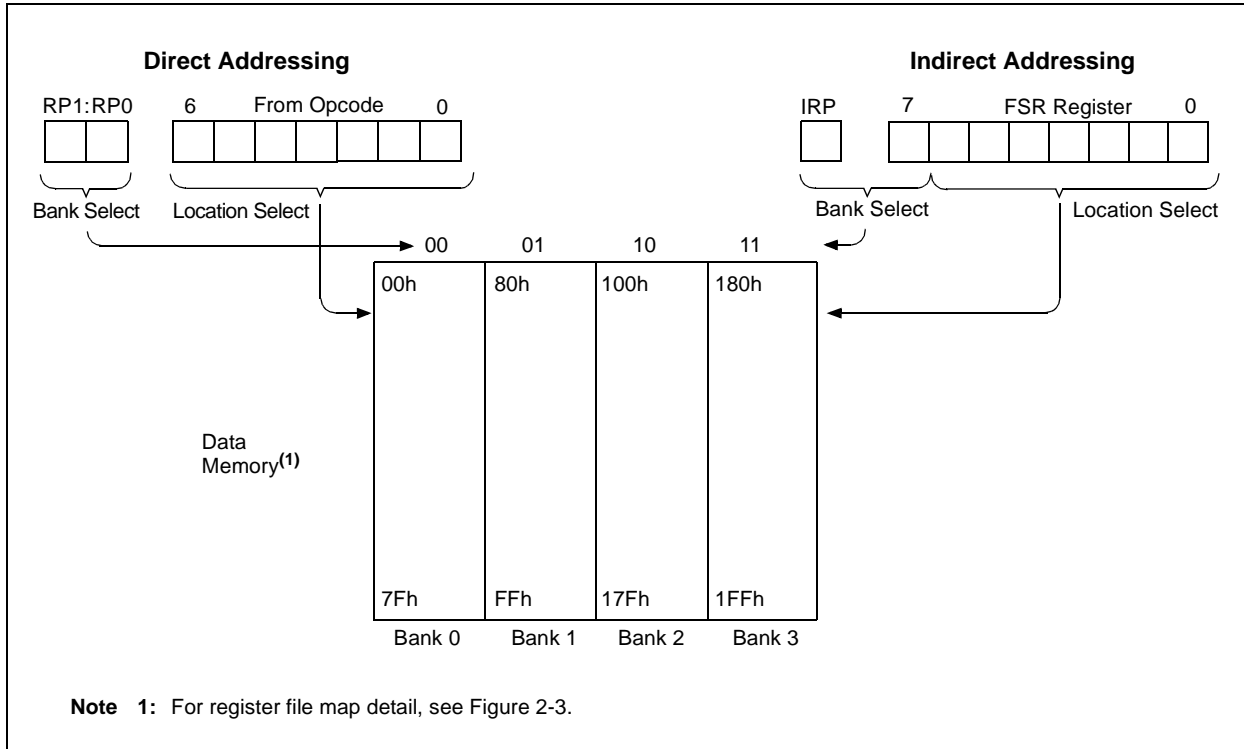 Direct Addressing
Indirect Addressing
RP1:RP0 6 From Opcode 0
IRP 7 FSR Register 0
Bank Select Location Select
Bank Select Location Select
00 01 10 11
00h 80h 100h 180h
Data
Memory(1)
7Fh FFh 17Fh 1FFh
Bank 0 Bank 1 Bank 2 Bank 3
Note 1: For register file map detail, see Figure 2-3.